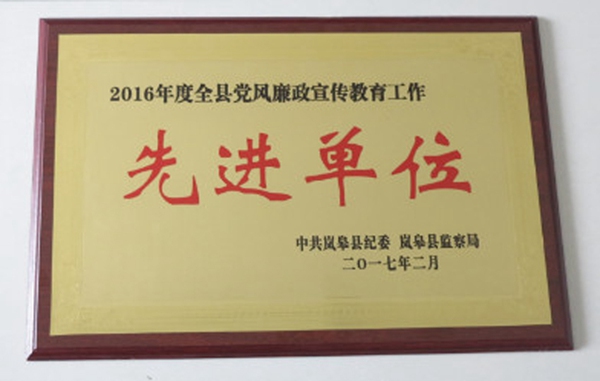 2016年度全县党风廉政宣传教育工作
先进单位
中共岚皋县纪委 岚皋县监察局
二〇一七年二月